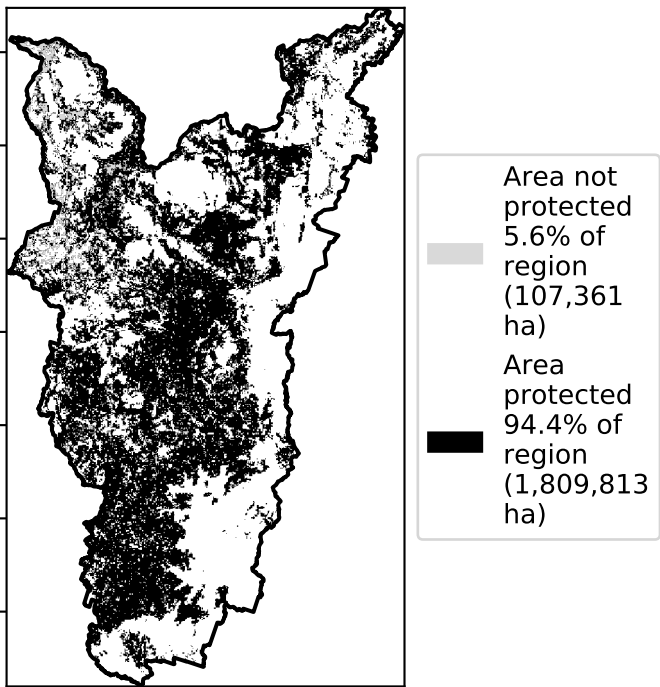 Area not
protected
5.6% of
region
(107,361
ha)
Area
protected
94.4% of
region
(1,809,813
ha)